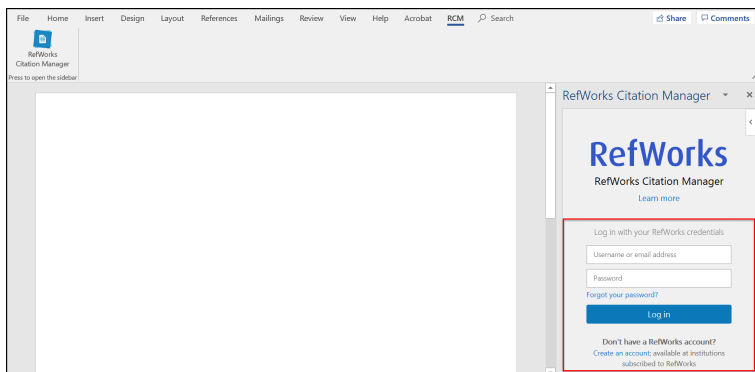 File Home Insert Design Layout References Mailings Review View Help Acrobat RCM Search Share Comments
RefWorks
Citation Manager
Press to open the sidebar
RefWorks Citation Manager
RefWorks
RefWorks Citation Manager
Learn more
Log in with your RefWorks credentials
Username or email address
Password
Forgot your password?
Log in
Don't have a RefWorks account?
Create an account; available at institutions
subscribed to RefWorks